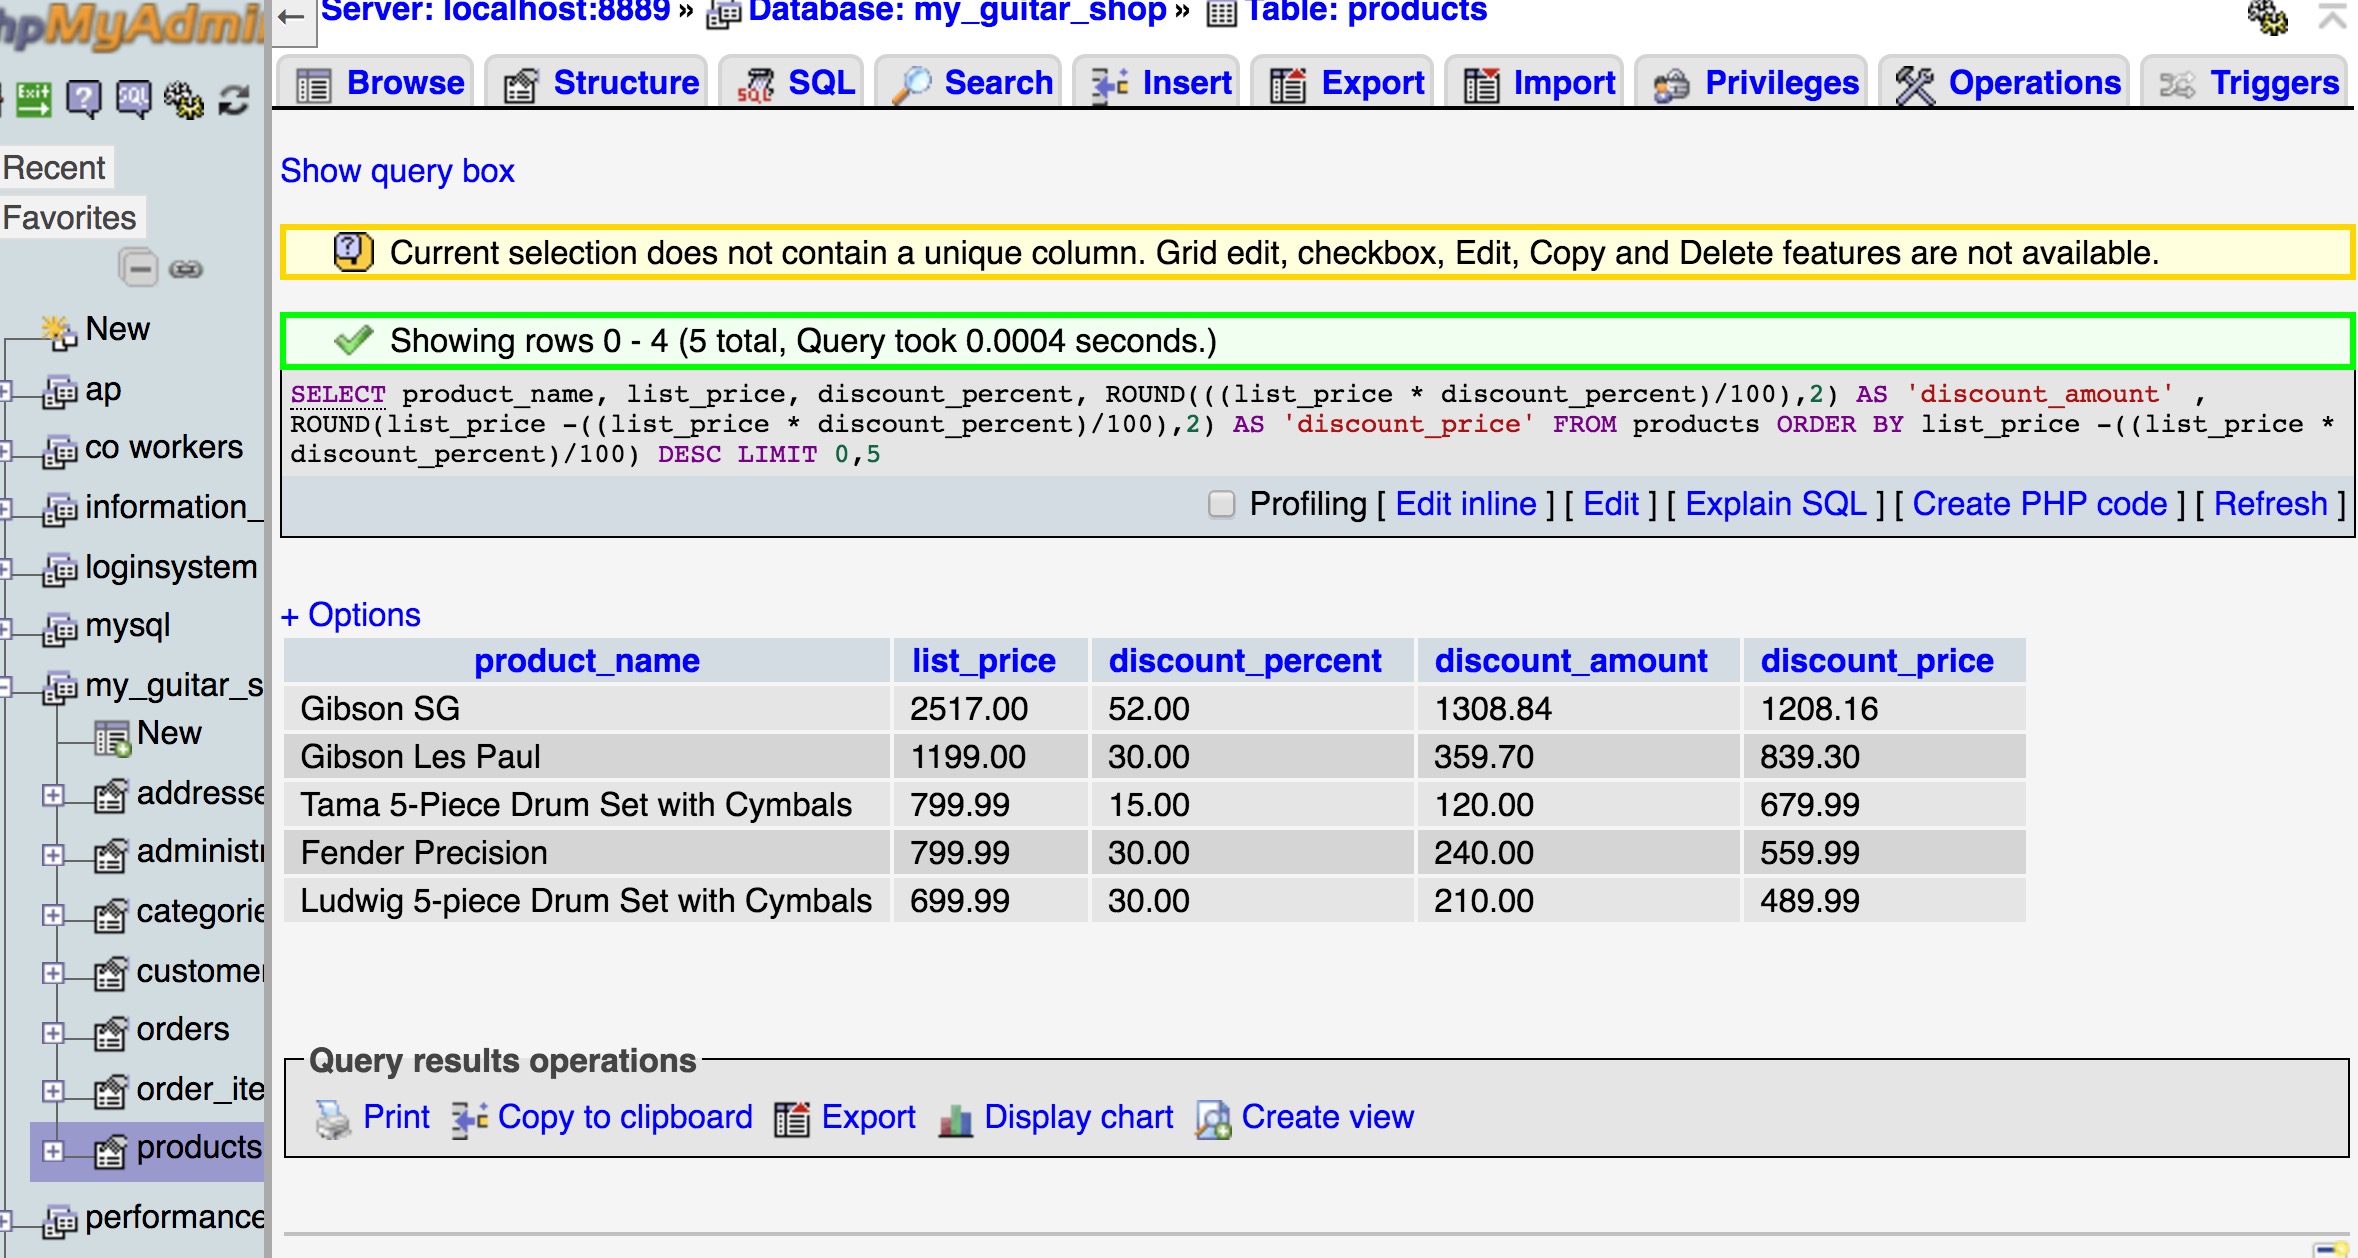 hpMyAdmi
Server: localhost:8889 » Database: my_guitar_shop » Table: products
Browse Structure SQL Search Insert Export Import Privileges Operations Triggers
Exit
SQL
Recent
Favorites
New
ap
co workers
information_
loginsystem
mysql
my_guitar_s
New
addresse
administr
categorie
customer
orders
order_ite
products
performance
Show query box
Current selection does not contain a unique column. Grid edit, checkbox, Edit, Copy and Delete features are not available.
Showing rows 0 - 4 (5 total, Query took 0.0004 seconds.)
SELECT product_name, list_price, discount_percent, ROUND(((list_price * discount_percent)/100),2) AS 'discount_amount' ,
ROUND(list_price -((list_price * discount_percent)/100),2) AS 'discount_price' FROM products ORDER BY list_price -((list_price *
discount_percent)/100) DESC LIMIT 0,5
Profiling [ Edit inline ] [ Edit ] [ Explain SQL ] [ Create PHP code ] [ Refresh ]
+ Options
product_name list_price discount_percent discount_amount discount_price
Gibson SG 2517.00 52.00 1308.84 1208.16
Gibson Les Paul 1199.00 30.00 359.70 839.30
Tama 5-Piece Drum Set with Cymbals 799.99 15.00 120.00 679.99
Fender Precision 799.99 30.00 240.00 559.99
Ludwig 5-piece Drum Set with Cymbals 699.99 30.00 210.00 489.99
Query results operations
Print Copy to clipboard Export Display chart Create view